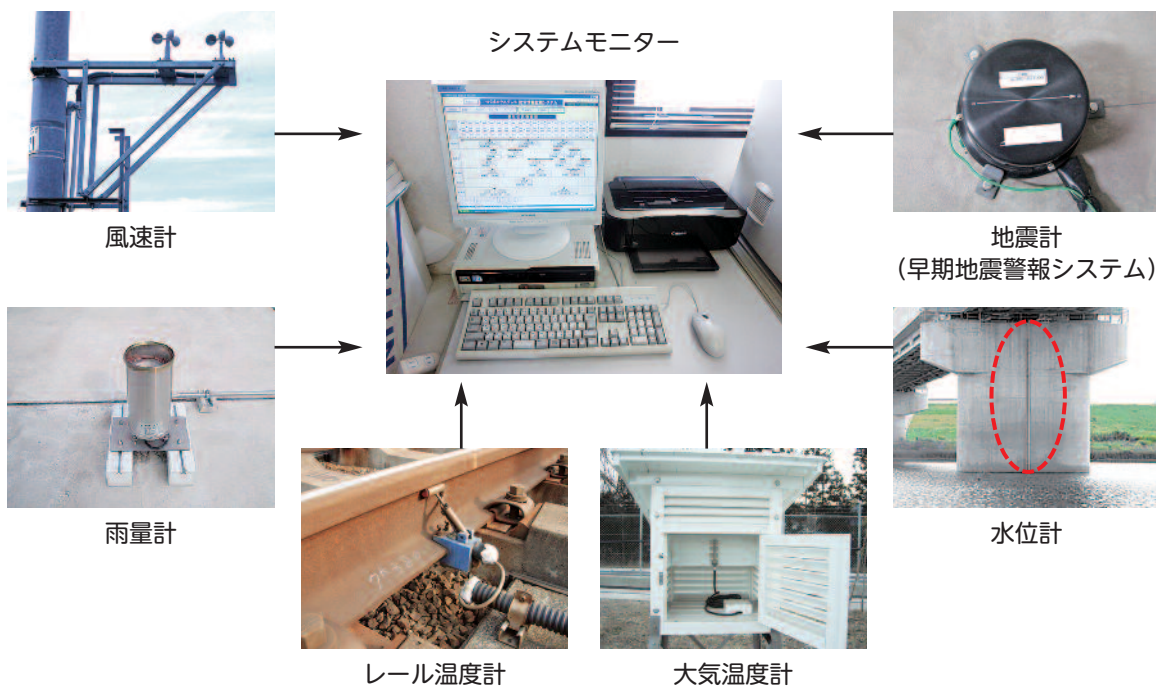 システムモニター
風速計
地震計
（早期地震警報システム）
雨量計
水位計
レール温度計
大気温度計
Canon